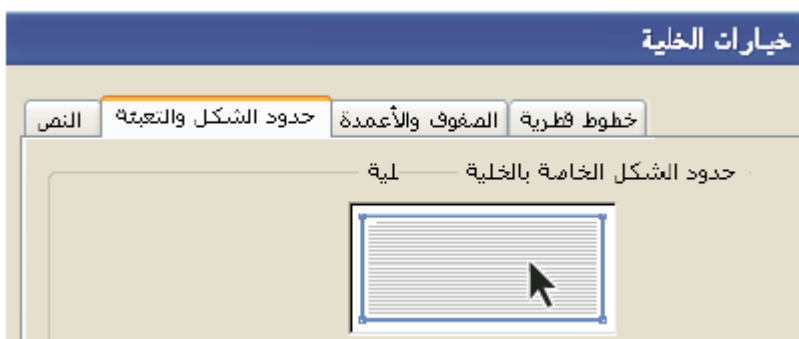 خيارات الخلية
النص حدود الشكل والتعبئة الصفوف والأعمدة خطوط قطرية
حدود الشكل الخاصة بالخلية لية